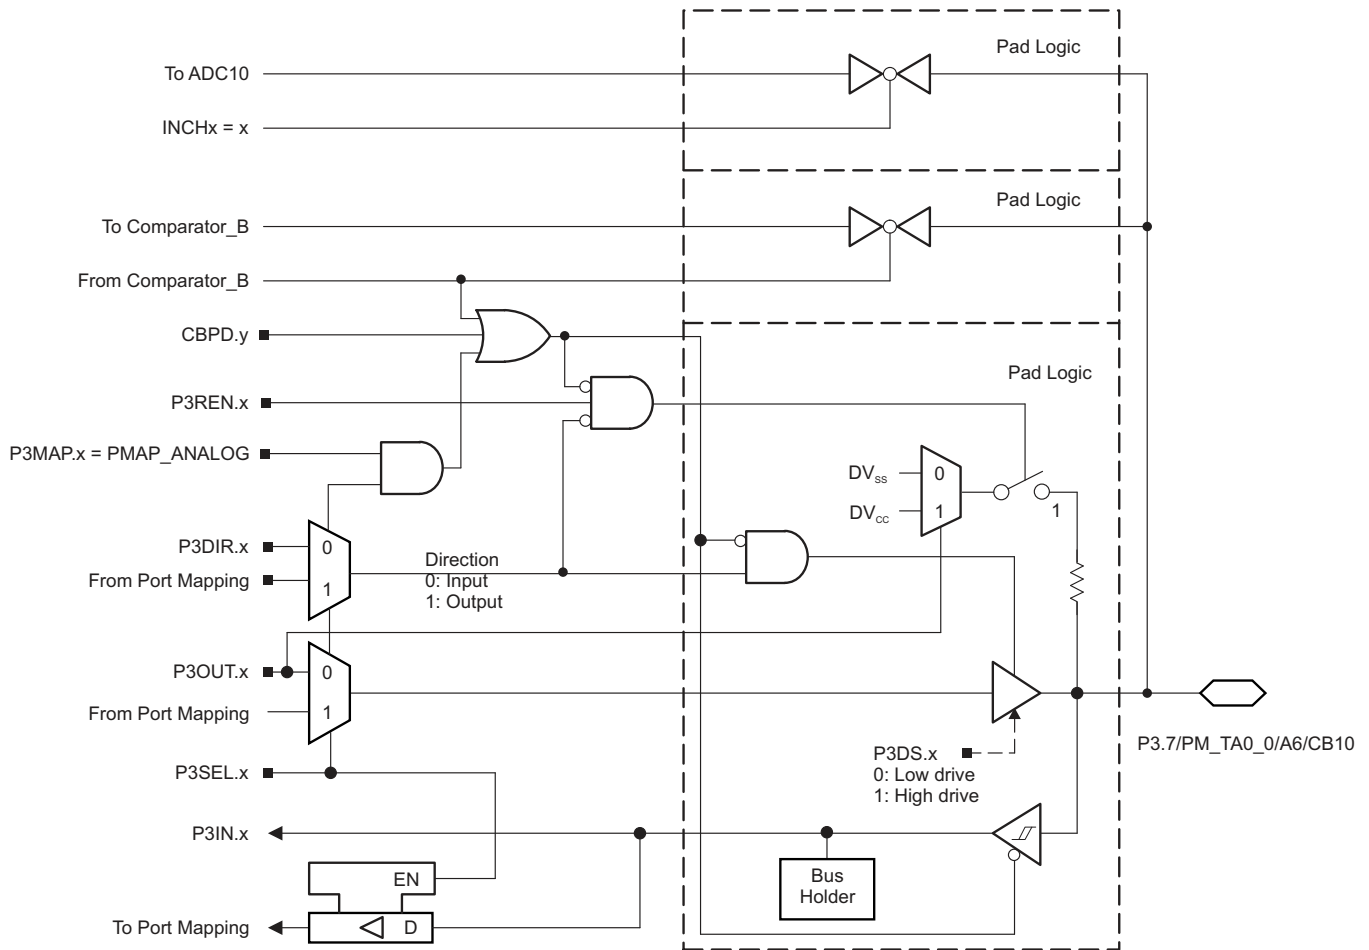 Pad Logic
To ADC10
INCHx = x
Pad Logic
To Comparator_B
From Comparator_B
CBPD.y
Pad Logic
P3REN.x
P3MAP.x = PMAP_ANALOG
DVSS
0
DVCC
1
1
P3DIR.x
0
From Port Mapping
1
Direction
0: Input
1: Output
P3OUT.x
0
From Port Mapping
1
P3.7/PM_TA0_0/A6/CB10
P3DS.x
0: Low drive
1: High drive
P3SEL.x
P3IN.x
Bus
Holder
EN
D
To Port Mapping